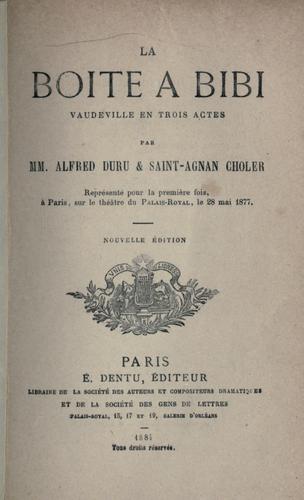 LA
BOITE A BIBI
VAUDEVILLE EN TROIS ACTES
PAR
MM. ALFRED DURU & SAINT-AGNAN CHOLER
Représenté pour la première fois,
à Paris, sur le théâtre du PALAIS-ROYAL, le 28 mai 1877.
NOUVELLE ÉDITION
PARIS
É. DENTU, ÉDITEUR
LIBRAIRE DE LA SOCIÉTÉ DES AUTEURS ET COMPOSITEURS DRAMATIQUES
ET DE LA SOCIÉTÉ DES GENS DE LETTRES
PALAIS-ROYAL, 15, 17 et 19, GALERIE D'ORLÉANS
1884
Tous droits réservés.